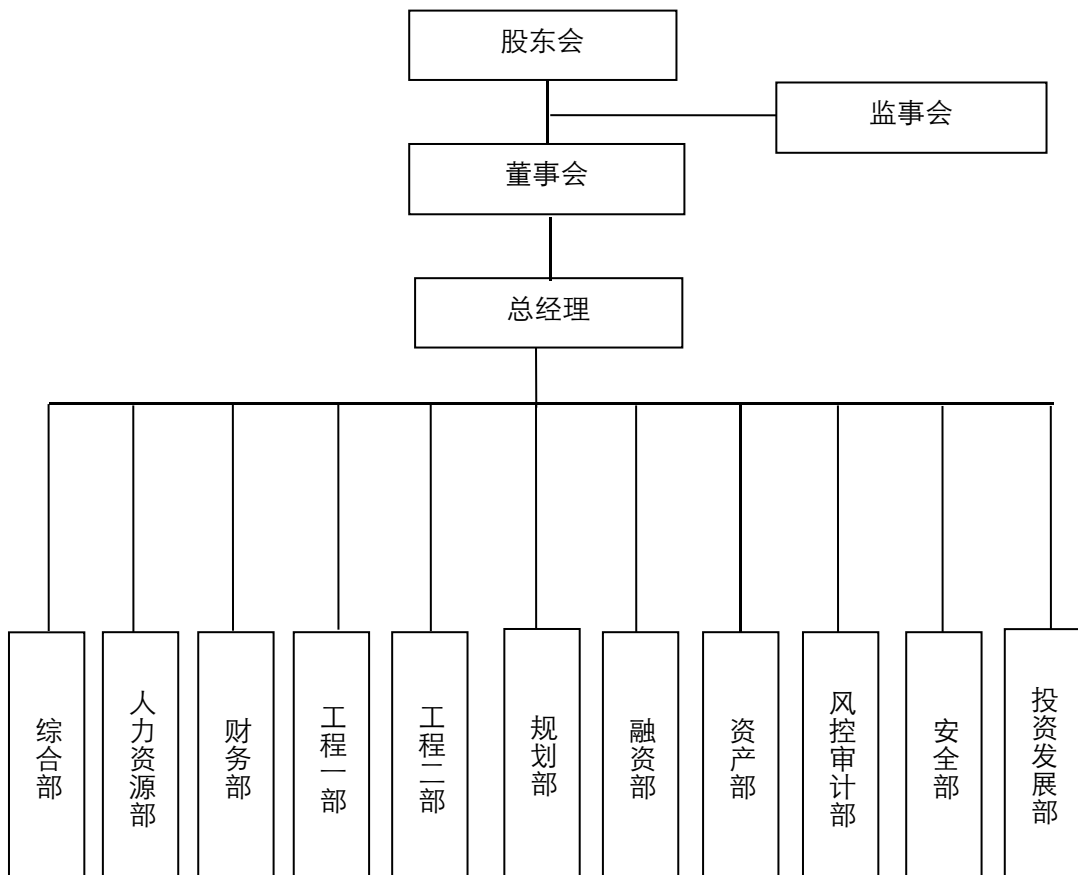 股东会
监事会
董事会
总经理
综合部
人力资源部
财务部
工程一部
工程二部
规划部
融资部
资产部
风控审计部
安全部
投资发展部